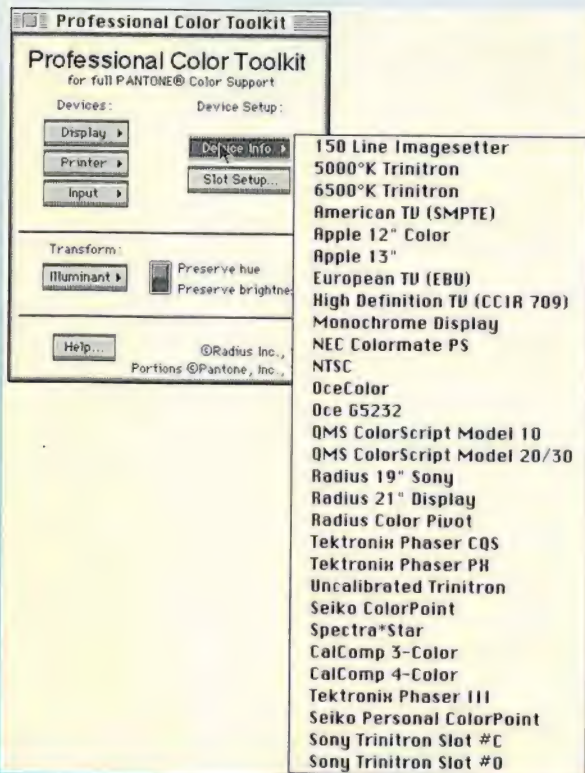 Professional Color Toolkit
Professional Color Toolkit
for full PANTONE® Color Support
Devices:
Device Setup:
Display
Device Info
Printer
Slot Setup...
Input
Transform:
Illuminant
Preserve hue
Preserve brightne
Help...
©Radius Inc.,
Portions ©Pantone, Inc.,
150 Line Imagesetter
5000°K Trinitron
6500°K Trinitron
American TV (SMPTE)
Apple 12" Color
Apple 13"
European TV (EBU)
High Definition TV (CCIR 709)
Monochrome Display
NEC Colormate PS
NTSC
OceColor
Oce G5232
QMS ColorScript Model 10
QMS ColorScript Model 20/30
Radius 19" Sony
Radius 21" Display
Radius Color Pivot
Tektronix Phaser CQS
Tektronix Phaser PX
Uncalibrated Trinitron
Seiko ColorPoint
Spectra*Star
CalComp 3-Color
CalComp 4-Color
Tektronix Phaser III
Seiko Personal ColorPoint
Sony Trinitron Slot #C
Sony Trinitron Slot #0